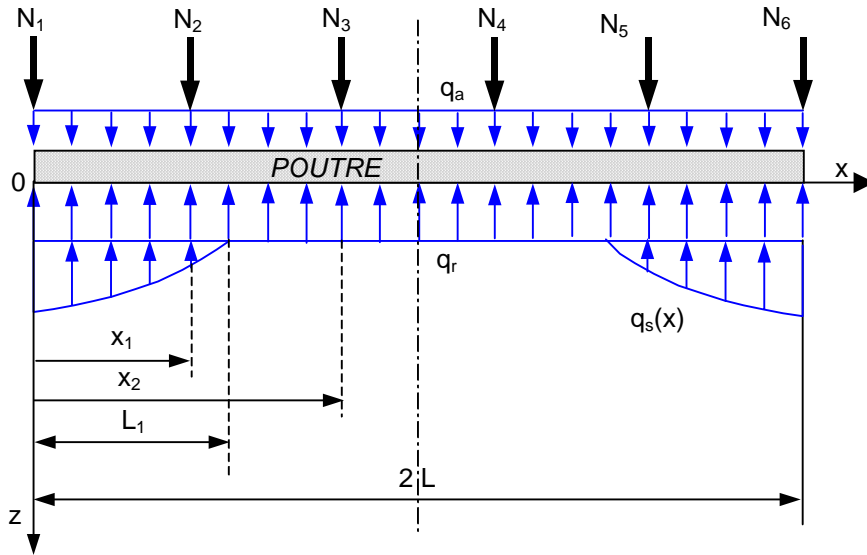 N₁ N₂ N₃ N₄ N₅ N₆
qₐ
POUTRE
0 x
qᵣ
qₛ(x)
x₁
x₂
L₁
2 L
z